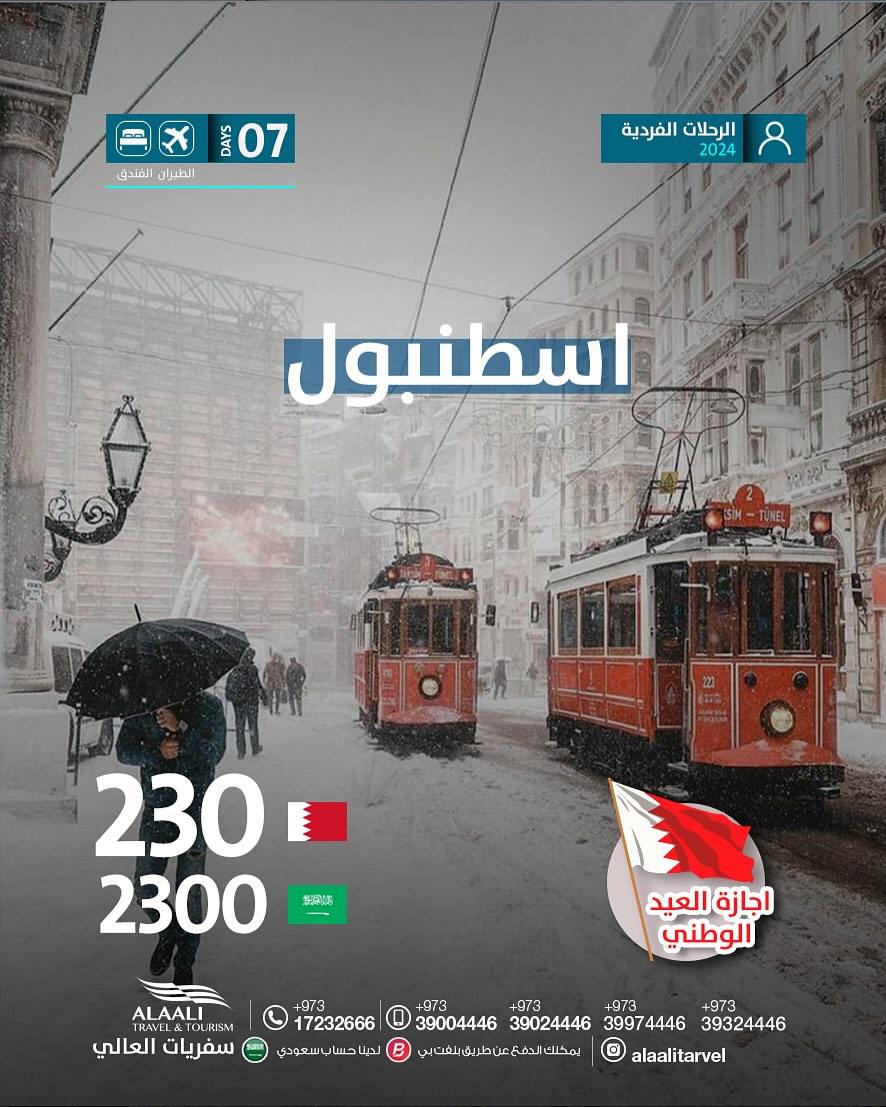 الرحلات الفردية
2024
07
DAYS
الطيران الفندق
اسطنبول
2
KSIM — TÜNEL
TAKSIM — TUNEL
223
230
2300
اجازة العيد
الوطني
ALAALI
TRAVEL & TOURISM
سفريات العالي
+973 17232666
+973 39004446
+973 39024446
+973 39974446
+973 39324446
لدينا حساب سعودي
يمكنك الدفع عن طريق بنفت بي
alaalitarvel